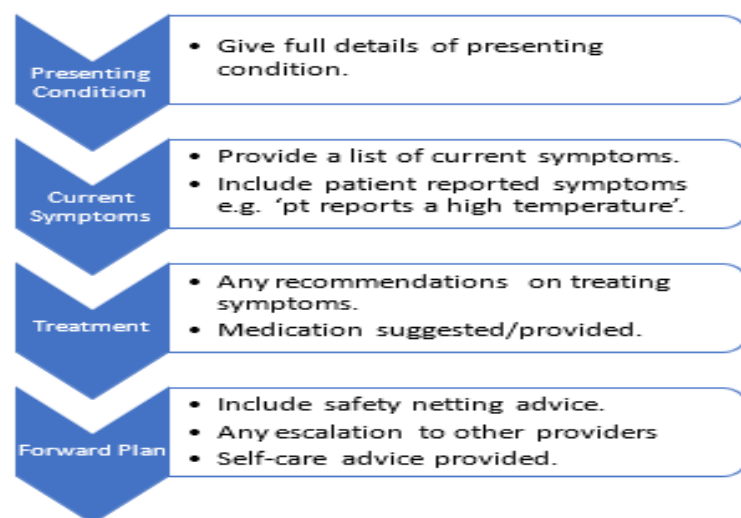 Presenting
Condition
• Give full details of presenting
condition.
Current
Symptoms
• Provide a list of current symptoms.
• Include patient reported symptoms
e.g. ‘pt reports a high temperature’.
Treatment
• Any recommendations on treating
symptoms.
• Medication suggested/provided.
Forward Plan
• Include safety netting advice.
• Any escalation to other providers
• Self-care advice provided.